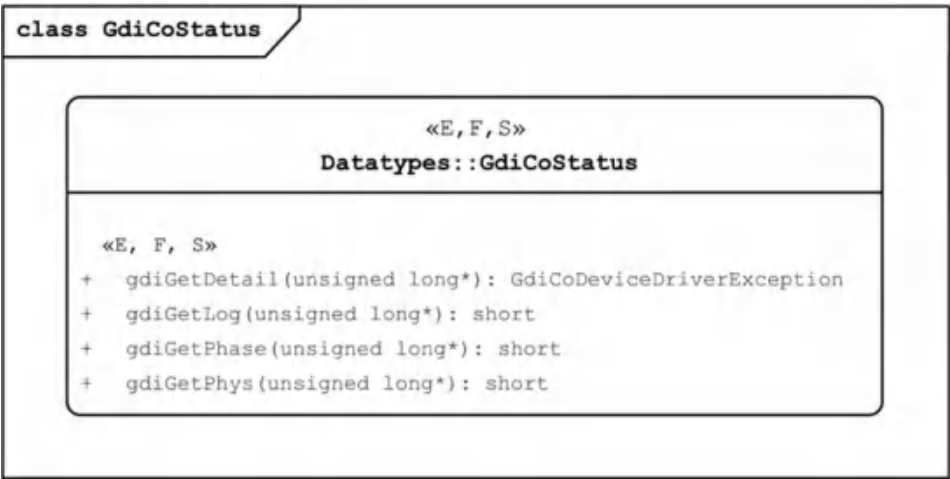 class GdiCoStatus
«E,F,S»
Datatypes::GdiCoStatus
«E, F, S»
+ gdiGetDetail(unsigned long*): GdiCoDeviceDriverException
+ gdiGetLog(unsigned long*): short
+ gdiGetPhase(unsigned long*): short
+ gdiGetPhys(unsigned long*): short